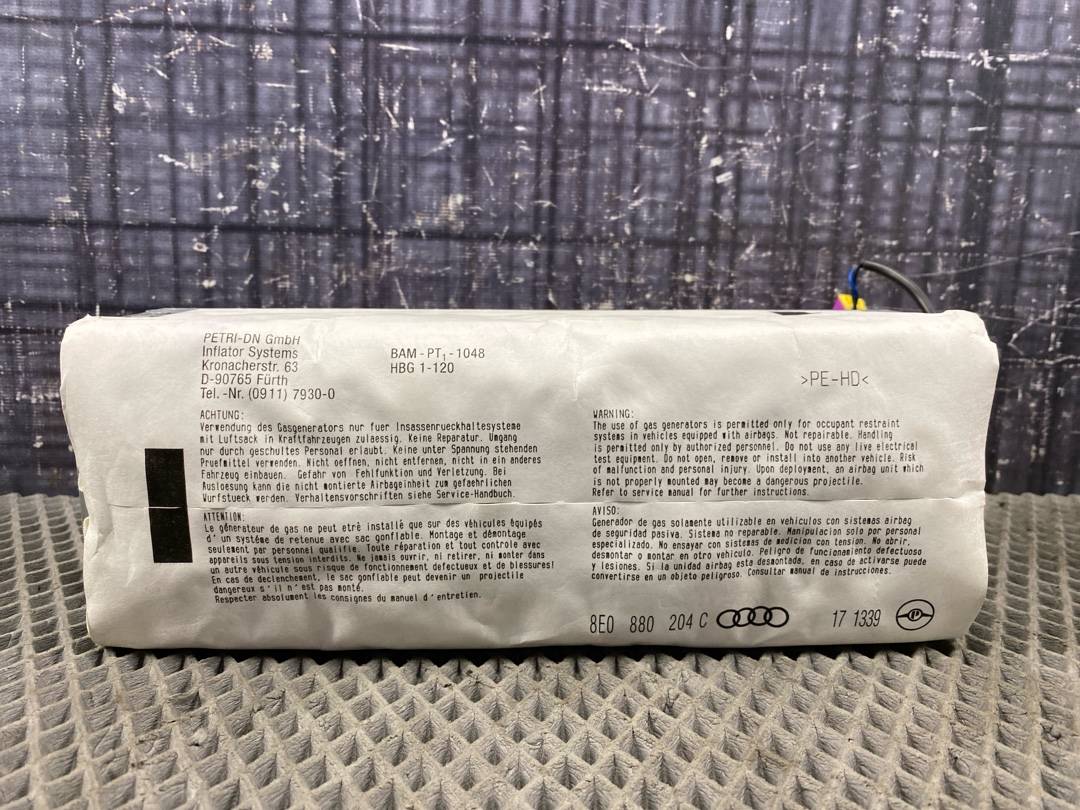 PETRI-DN GmbH
Inflator Systems
Kronacherstr. 63
D-90765 Fürth
Tel. -Nr. (0911) 7930-0
BAM - PT₁ - 1048
HBG 1-120
>PE-HD<
ACHTUNG:
Verwendung des Gasgenerators nur fuer Insassenrueckhaltesysteme
mit Luftsack in Kraftfahrzeugen zulaessig. Keine Reparatur. Umgang
nur durch geschultes Personal erlaubt. Keine unter Spannung stehenden
Pruefmittel verwenden. Nicht oeffnen, nicht entfernen, nicht in ein anderes
Fahrzeug einbauen. Gefahr von Fehlfunktion und Verletzung. Bei
Ausloesung kann die nicht montierte Airbageinheit zum gefaehrlichen
Wurfstueck werden. Verhaltensvorschriften siehe Service-Handbuch.
ATTENTION:
Le génerateur de gas ne peut etré installé que sur des véhicules équipés
d' un systéme de retenue avec sac gonflable. Montage et démontage
seulement par personnel qualifie. Toute réparation et tout controle avec
appareils sous tension interdits. Ne jamais ouvrir, ni retirer, ni monter dans
un autre véhicule sous risque de fonctionnement defectueux et de blessures!
En cas de declenchement, le sac gonflable peut devenir un projectile
dangereux s'il n'est pas monté.
Respecter absolument les consignes du manuel d'entretien.
WARNING:
The use of gas generators is permitted only for occupant restraint
systems in vehicles equipped with airbags. Not repairable. Handling
is permitted only by authorized personnel. Do not use any live electrical
test equipment. Do not open, remove or install into another vehicle. Risk
of malfunction and personal injury. Upon deployment, an airbag unit which
is not properly mounted may become a dangerous projectile.
Refer to service manual for further instructions.
AVISO:
Generador de gas solamente utilizable en vehiculos con sistemas airbag
de seguridad pasiva. Sistema no reparable. Manipulacion solo por personal
especializado. No ensayar con sistemas de medicion con tension. No abrir,
desmontar o montar en otro vehiculo. Peligro de funcionamiento defectuoso
y lesiones. Si la unidad airbag esta desmontada, en caso de activarse puede
convertirse en un objeto peligroso. Consultar manual de instrucciones.
8E0 880 204 C
17 1339